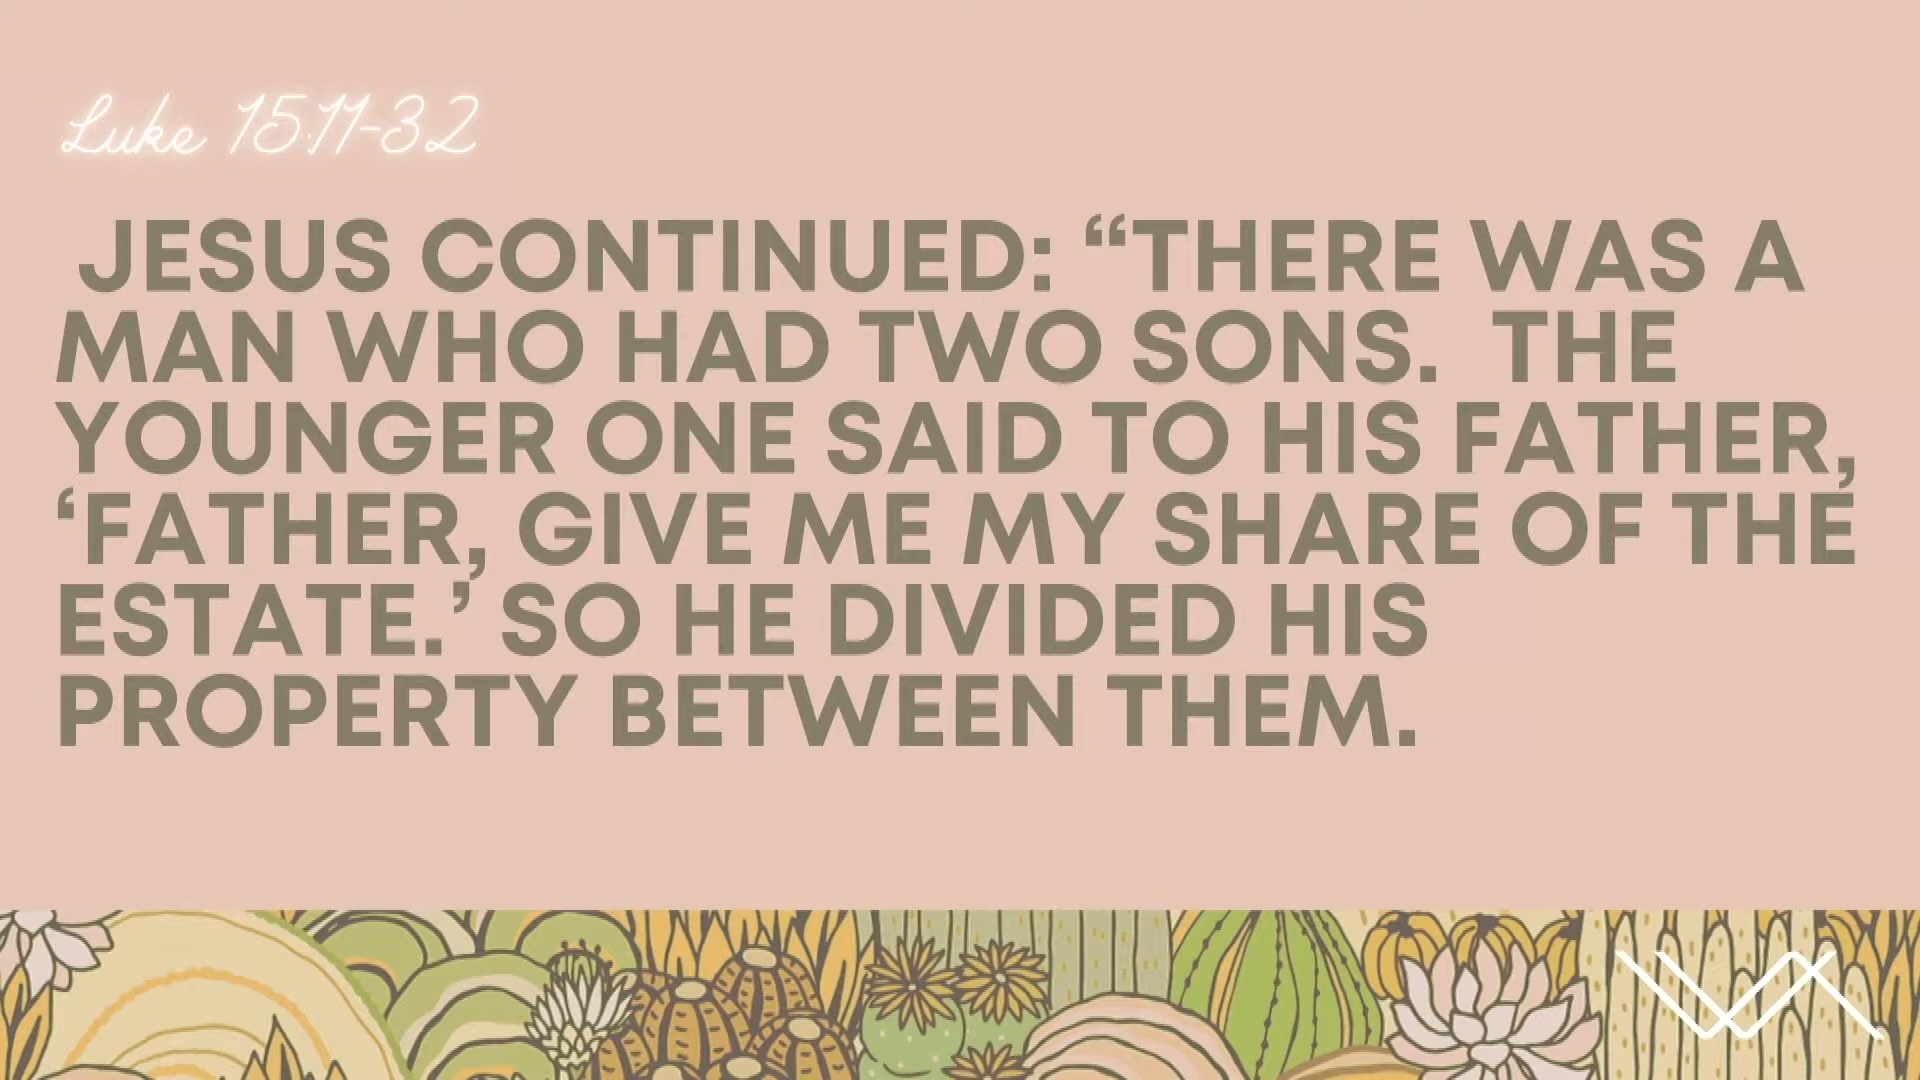 Luke 15:11-32
JESUS CONTINUED: “THERE WAS A
MAN WHO HAD TWO SONS. THE
YOUNGER ONE SAID TO HIS FATHER,
‘FATHER, GIVE ME MY SHARE OF THE
ESTATE.’ SO HE DIVIDED HIS
PROPERTY BETWEEN THEM.